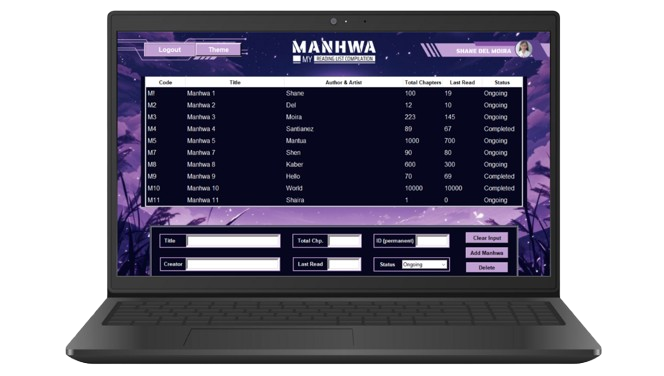 Logout
Theme
MANHWA
MY READING LIST COMPILATION
SHANE DEL MOIRA
Code Title Author & Artist Total Chapters Last Read Status
M1 Manhwa 1 Shane 100 19 Ongoing
M2 Manhwa 2 Del 12 10 Ongoing
M3 Manhwa 3 Moira 223 145 Ongoing
M4 Manhwa 4 Santianez 89 67 Completed
M5 Manhwa 5 Mantua 1000 700 Ongoing
M7 Manhwa 7 Shen 90 80 Ongoing
M8 Manhwa 8 Kaber 600 300 Ongoing
M9 Manhwa 9 Hello 70 69 Completed
M10 Manhwa 10 World 10000 10000 Completed
M11 Manhwa 11 Shaira 1 0 Ongoing
Title Total Chp. ID (permanent) Clear Input
Add Manhwa
Creator Last Read Status Ongoing
Delete